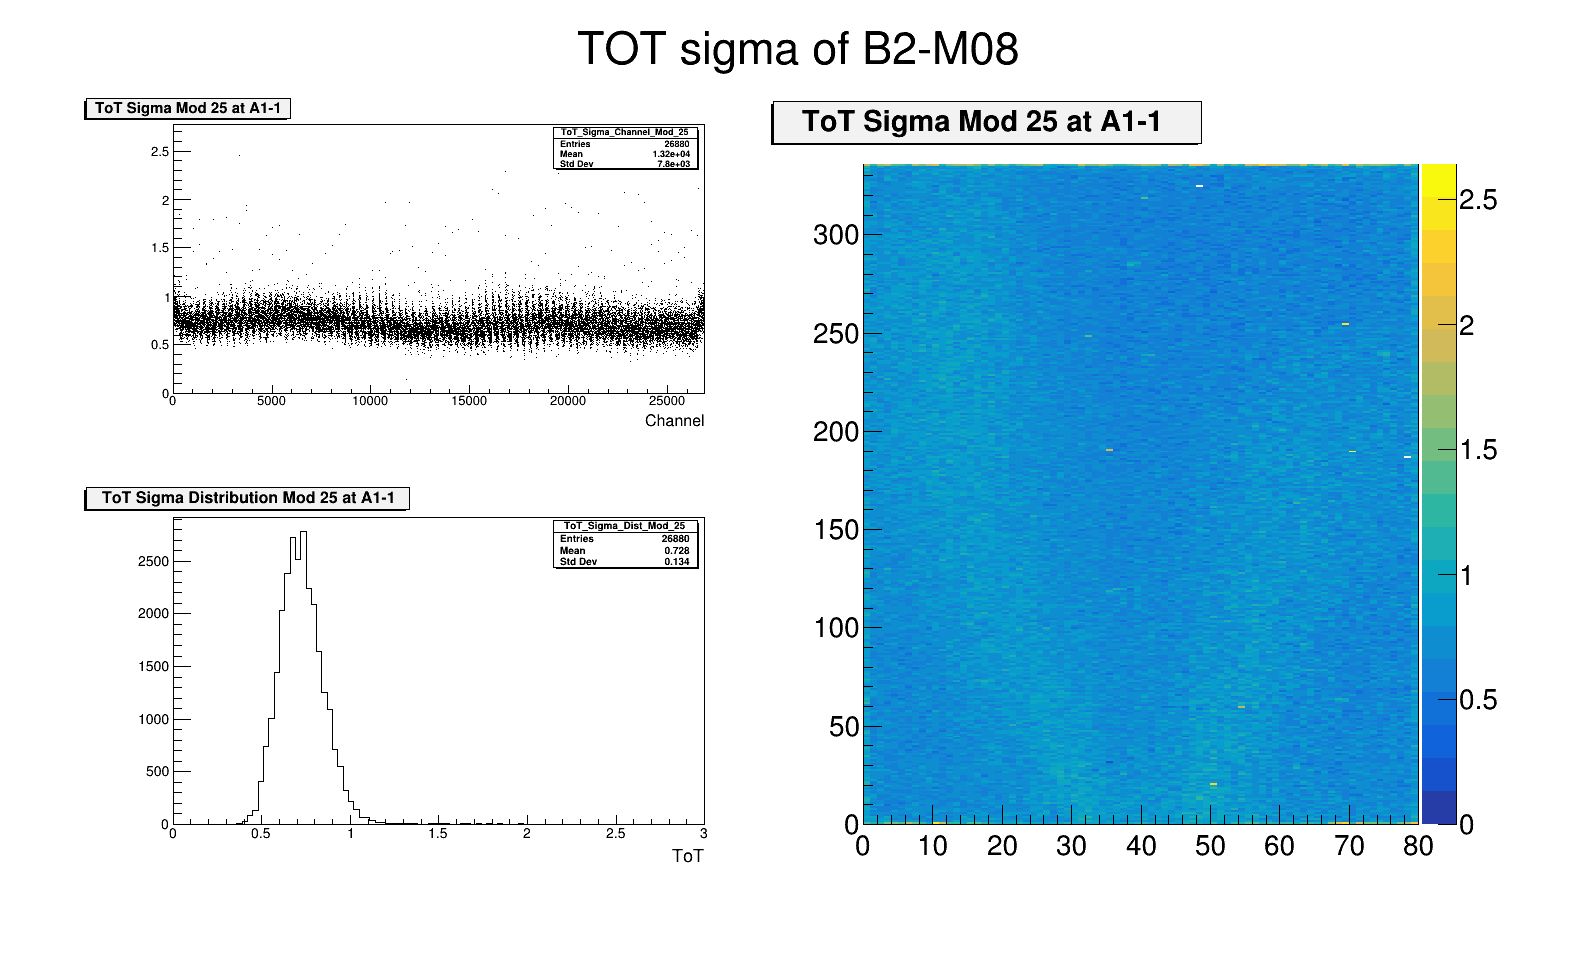 TOT sigma of B2-M08
ToT Sigma Mod 25 at A1-1
ToT_Sigma_Channel_Mod_25
Entries 26880
Mean 1.32e+04
Std Dev 7.8e+03
2.5
2
1.5
1
0.5
0
0 5000 10000 15000 20000 25000
Channel
ToT Sigma Distribution Mod 25 at A1-1
ToT_Sigma_Dist_Mod_25
Entries 26880
Mean 0.728
Std Dev 0.134
2500
2000
1500
1000
500
0
0 0.5 1 1.5 2 2.5 3
ToT
ToT Sigma Mod 25 at A1-1
300
250
200
150
100
50
0
0 10 20 30 40 50 60 70 80
2.5
2
1.5
1
0.5
0